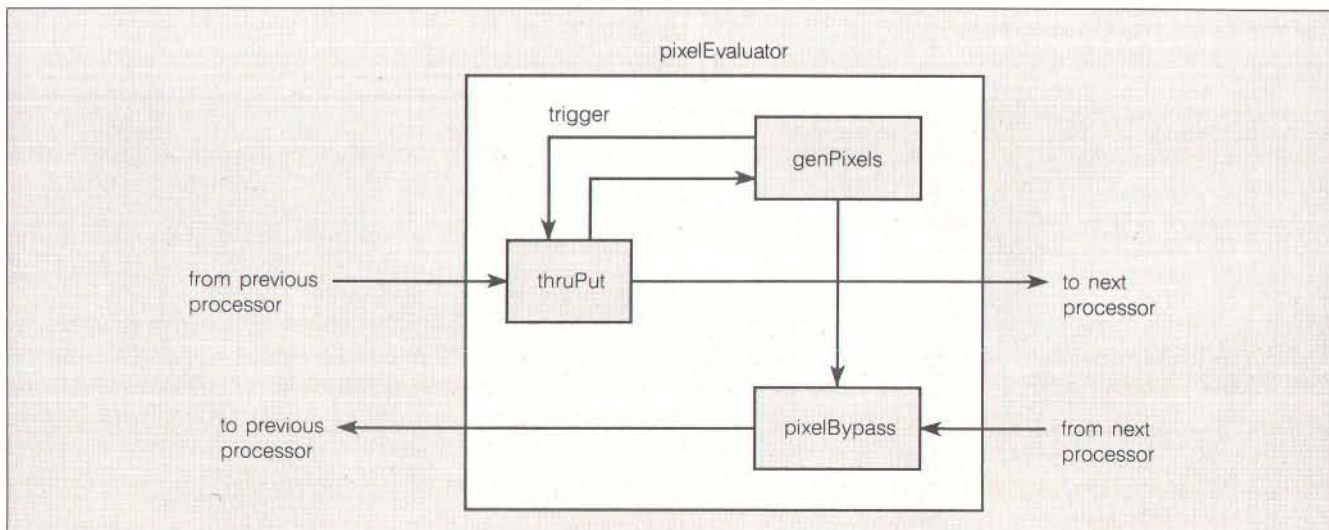 pixelEvaluator
trigger
genPixels
from previous
processor
thruPut
to next
processor
to previous
processor
pixelBypass
from next
processor